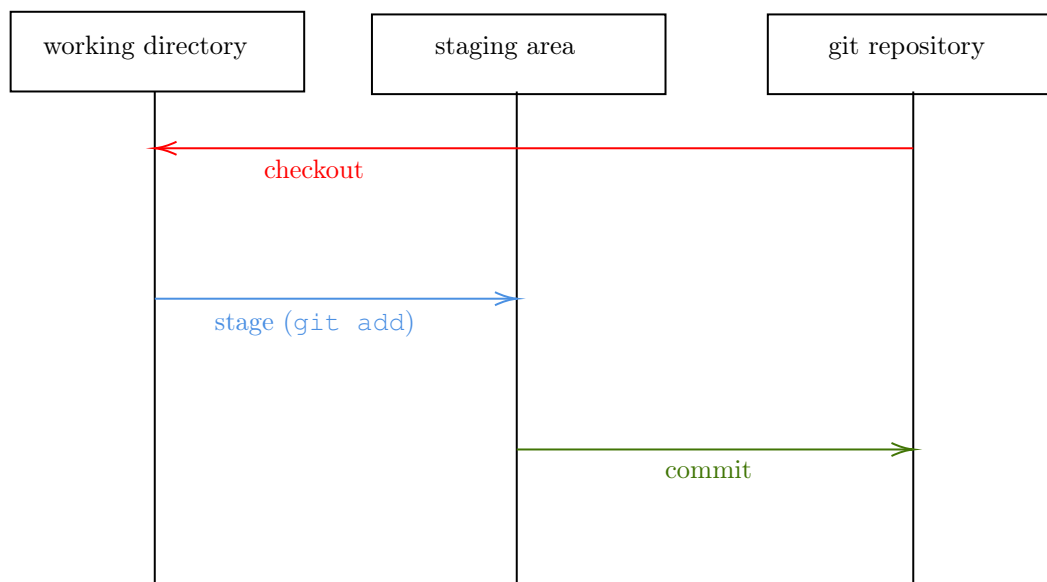 working directory
staging area
git repository
checkout
stage (git add)
commit